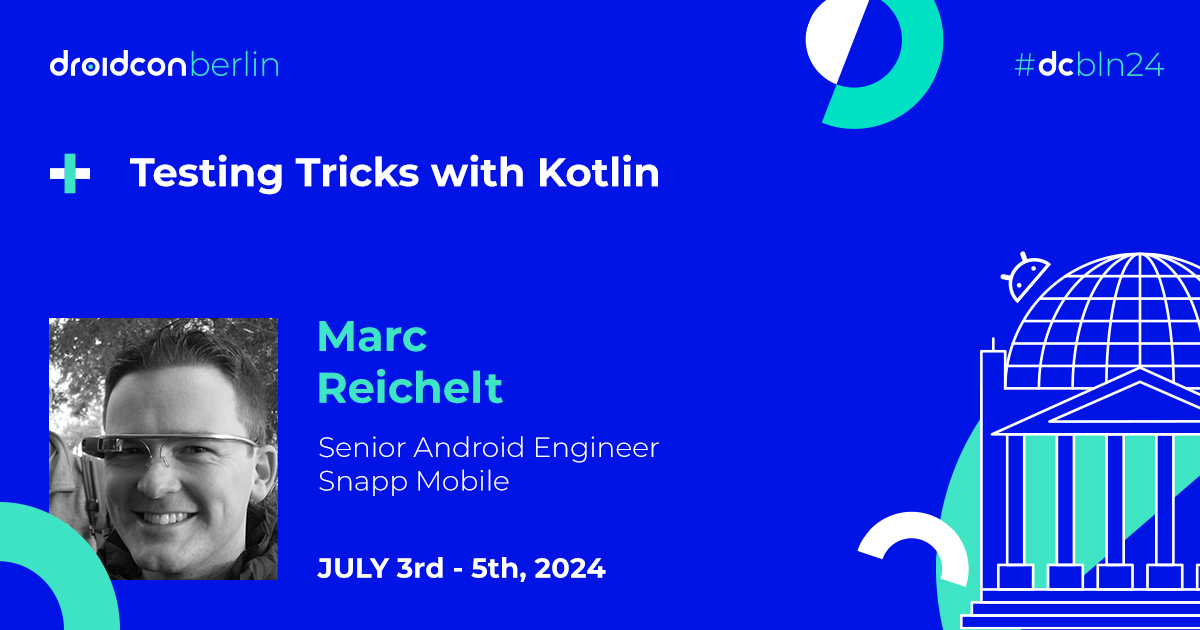 droidconberlin
#dcbln24
Testing Tricks with Kotlin
Marc
Reichelt
Senior Android Engineer
Snapp Mobile
JULY 3rd - 5th, 2024